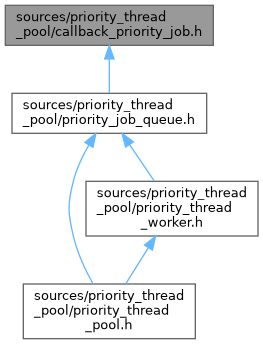 sources/priority_thread
_pool/callback_priority_job.h
sources/priority_thread
_pool/priority_job_queue.h
sources/priority_thread
_pool/priority_thread
_worker.h
sources/priority_thread
_pool/priority_thread
_pool.h